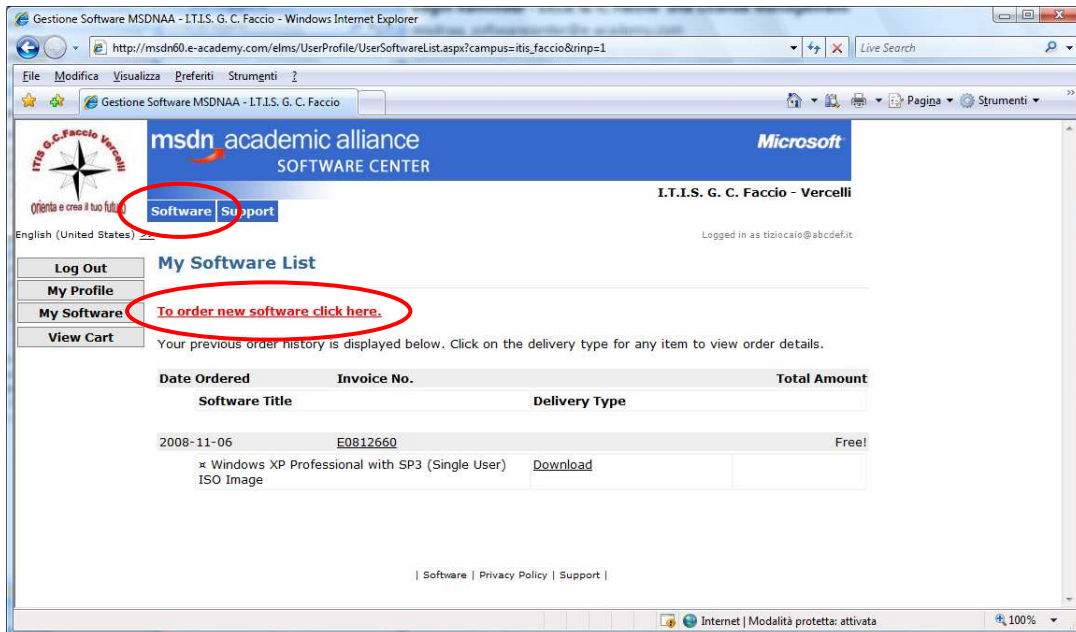 Gestione Software MSDNAA - I.T.I.S. G. C. Faccio - Windows Internet Explorer
http://msdn60.e-academy.com/elms/UserProfile/UserSoftwareList.aspx?campus=itis_faccio&rinp=1
Live Search
File Modifica Visualizza Preferiti Strumenti ?
Gestione Software MSDNAA - I.T.I.S. G. C. Faccio
Pagina
Strumenti
ITIS G.C.Faccio Vercelli
orienta e crea il tuo futuro
msdn academic alliance
SOFTWARE CENTER
Microsoft
I.T.I.S. G. C. Faccio - Vercelli
Software Support
English (United States) >>
Logged in as tiziocaio@abcdef.it
Log Out
My Profile
My Software
View Cart
My Software List
To order new software click here.
Your previous order history is displayed below. Click on the delivery type for any item to view order details.
Date Ordered Invoice No. Total Amount
Software Title Delivery Type
2008-11-06 E0812660 Free!
¤ Windows XP Professional with SP3 (Single User) Download
ISO Image
| Software | Privacy Policy | Support |
Internet | Modalità protetta: attivata
100%